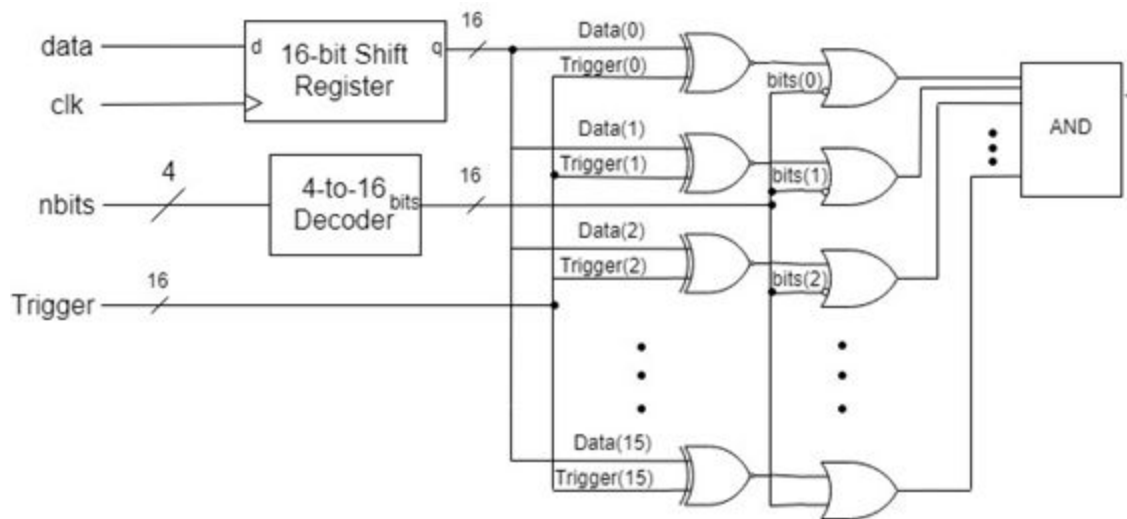 data
d
16-bit Shift
Register
q
16
clk
nbits
4
4-to-16
Decoder
bits
16
Trigger
16
Data(0)
Trigger(0)
bits(0)
Data(1)
Trigger(1)
bits(1)
Data(2)
Trigger(2)
bits(2)
Data(15)
Trigger(15)
AND